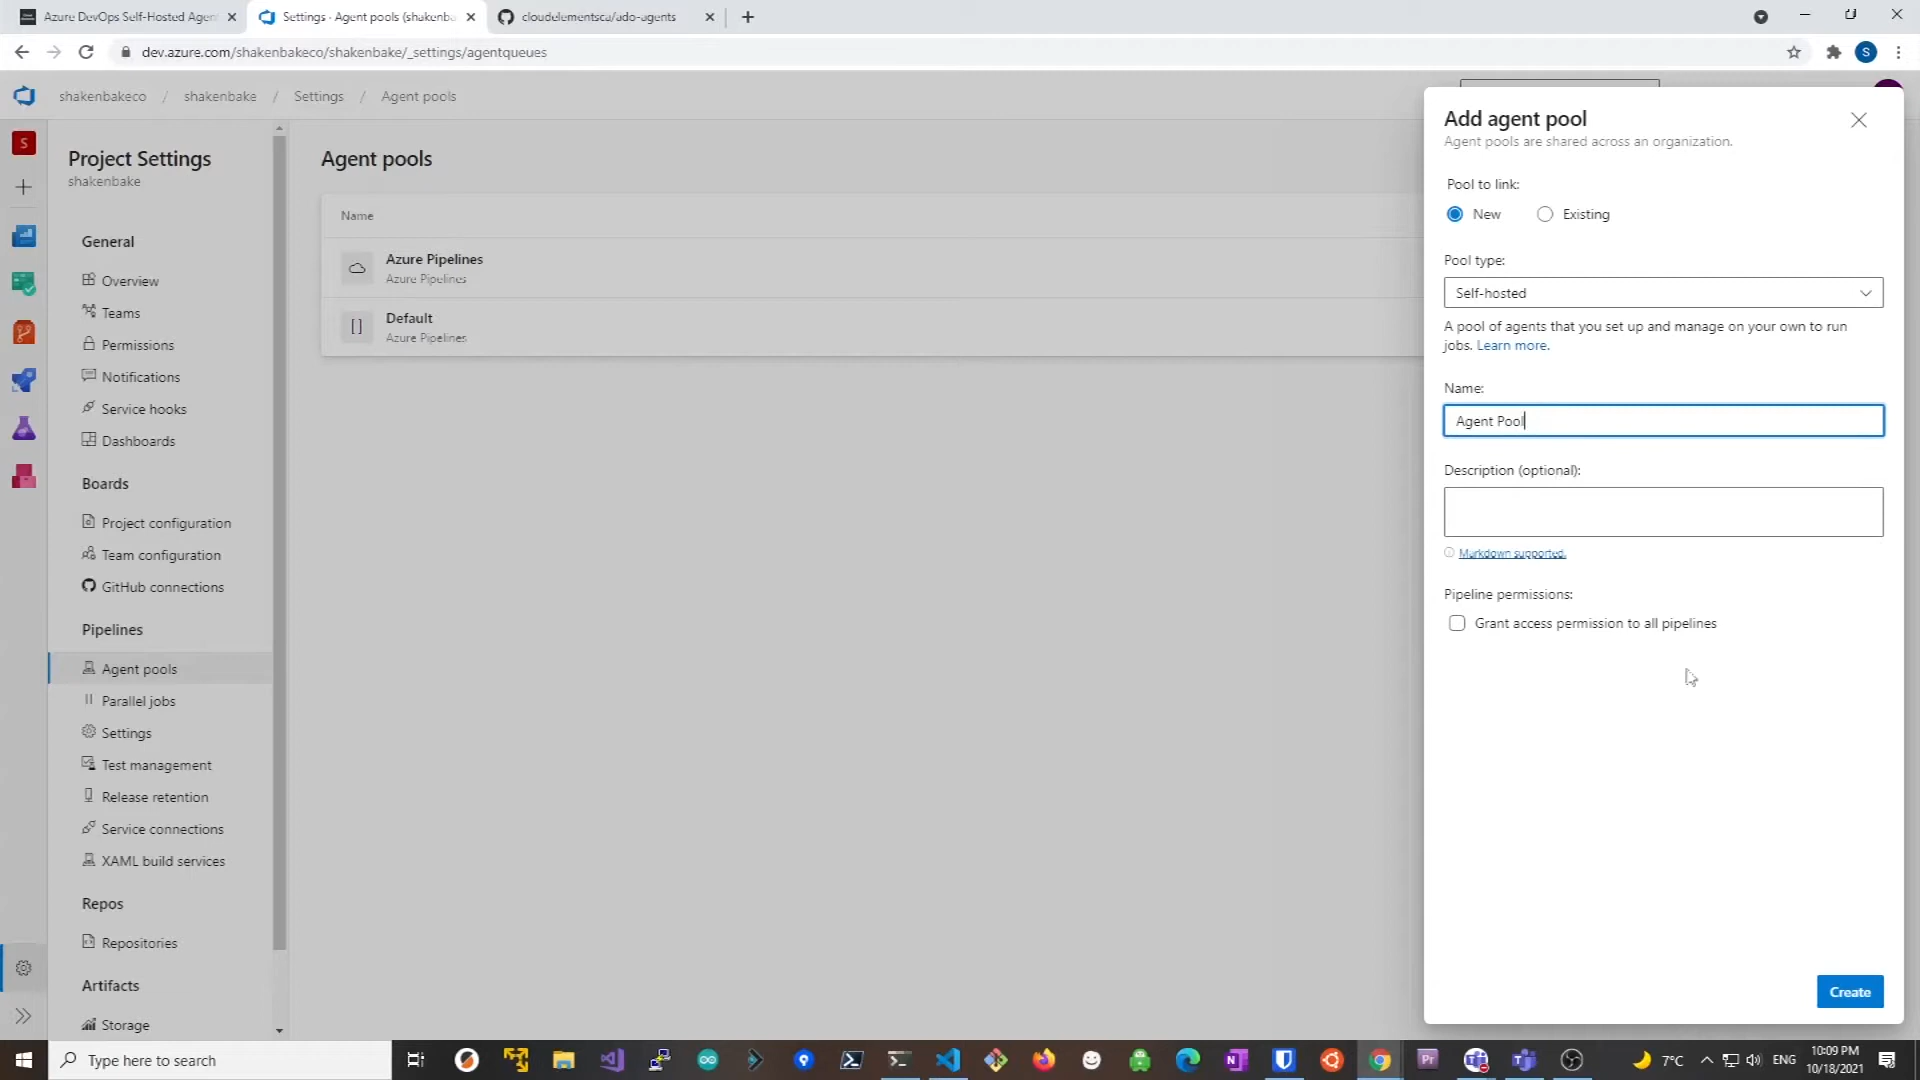 Azure DevOps Self-Hosted Agen
Settings · Agent pools (shakenba
cloudelementsca/ado-agents
dev.azure.com/shakenbakeco/shakenbake/_settings/agentqueues
S
shakenbakeco / shakenbake / Settings / Agent pools
S
Project Settings
shakenbake
General
Overview
Teams
Permissions
Notifications
Service hooks
Dashboards
Boards
Project configuration
Team configuration
GitHub connections
Pipelines
Agent pools
Parallel jobs
Settings
Test management
Release retention
Service connections
XAML build services
Repos
Repositories
Artifacts
Storage
Agent pools
Name
Azure Pipelines
Azure Pipelines
Default
Azure Pipelines
Add agent pool
Agent pools are shared across an organization.
Pool to link:
New
Existing
Pool type:
Self-hosted
A pool of agents that you set up and manage on your own to run
jobs. Learn more.
Name:
Agent Pool
Description (optional):
Markdown supported.
Pipeline permissions:
Grant access permission to all pipelines
Create
Type here to search
Pr
7°C
ENG
10:09 PM
10/18/2021